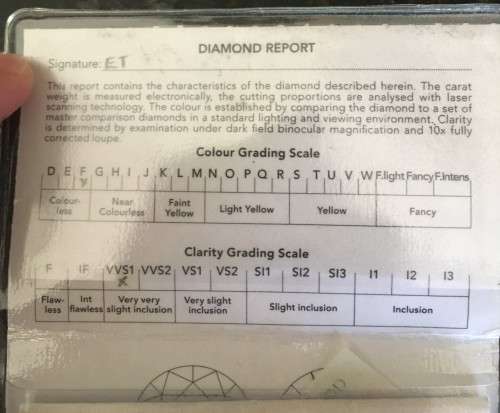 DIAMOND REPORT
Signature: ET
This report contains the characteristics of the diamond described herein. The carat
weight is measured electronically, the cutting proportions are analysed with laser
scanning technology. The colour is established by comparing the diamond to a set of
master comparison diamonds in a standard lighting and viewing environment. Clarity
is determined by examination under dark field binocular magnification and 10x fully
corrected loupe.
Colour Grading Scale
D E F G H I J K L M N O P Q R S T U V W F.light Fancy F.Intens
Colour- Near Faint Light Yellow Yellow Fancy
less Colourless Yellow
Clarity Grading Scale
F IF VVS1 VVS2 VS1 VS2 SI1 SI2 SI3 I1 I2 I3
Flaw- Int Very very Very slight Slight inclusion Inclusion
less flawless slight inclusion inclusion